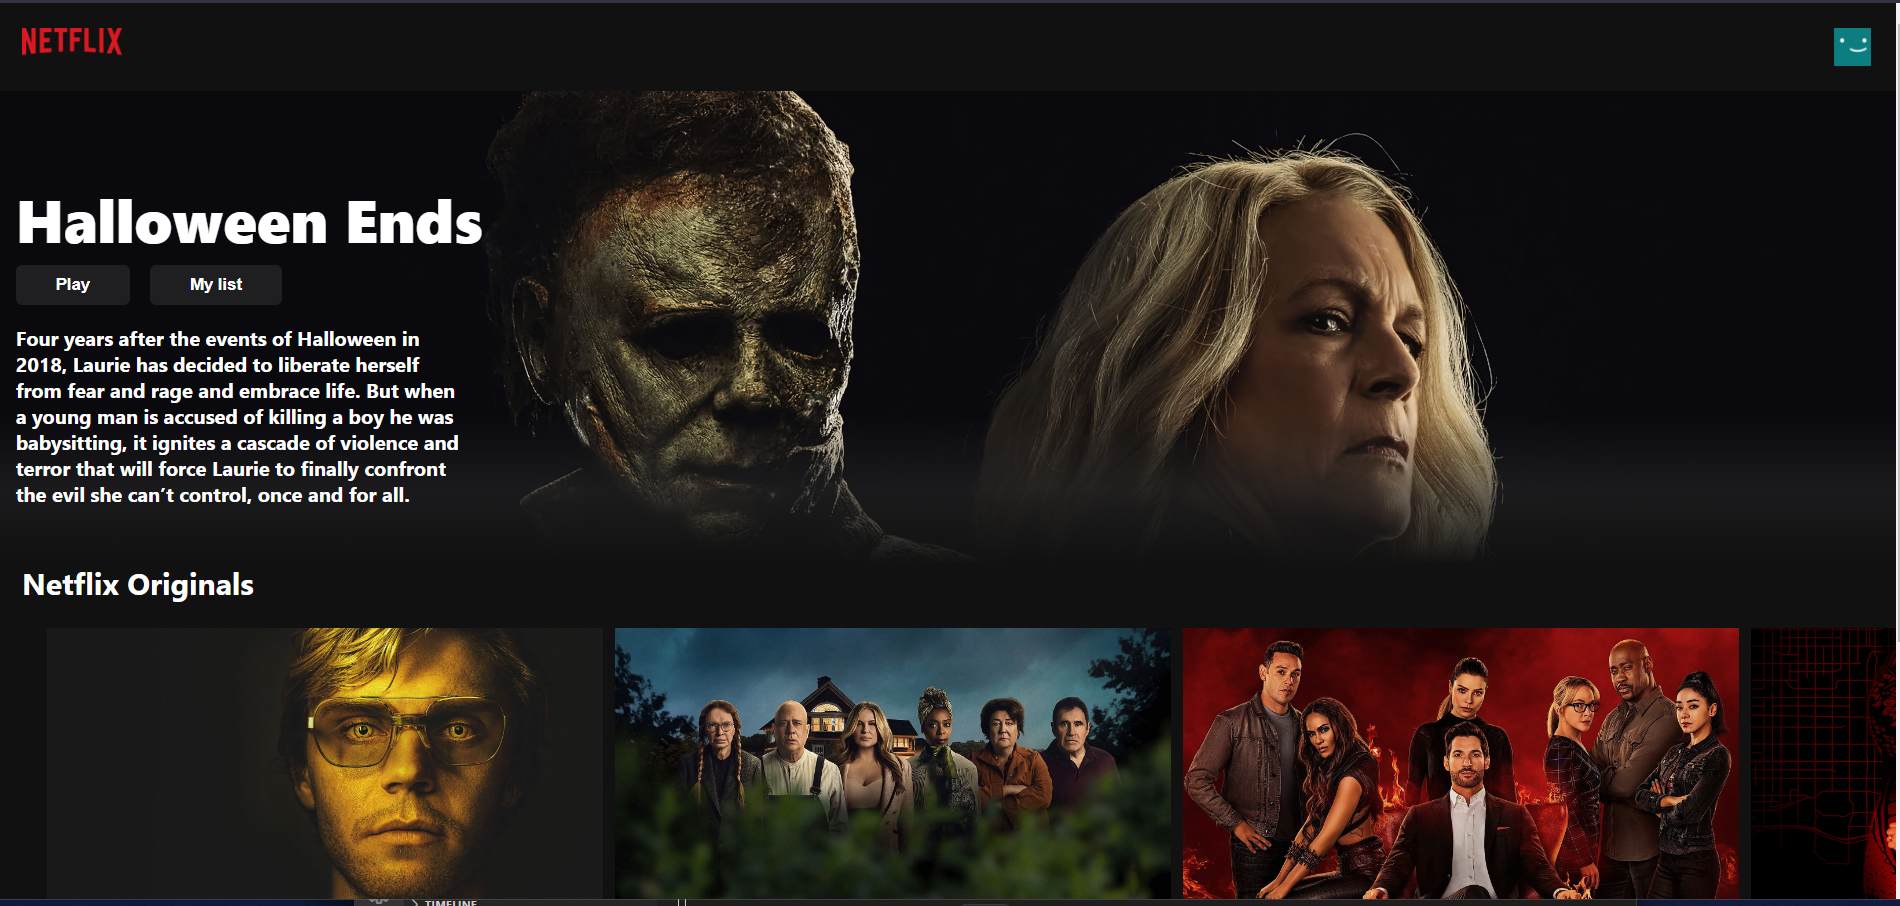 NETFLIX
Halloween Ends
Play
My list
Four years after the events of Halloween in
2018, Laurie has decided to liberate herself
from fear and rage and embrace life. But when
a young man is accused of killing a boy he was
babysitting, it ignites a cascade of violence and
terror that will force Laurie to finally confront
the evil she can’t control, once and for all.
Netflix Originals
TIMELINE